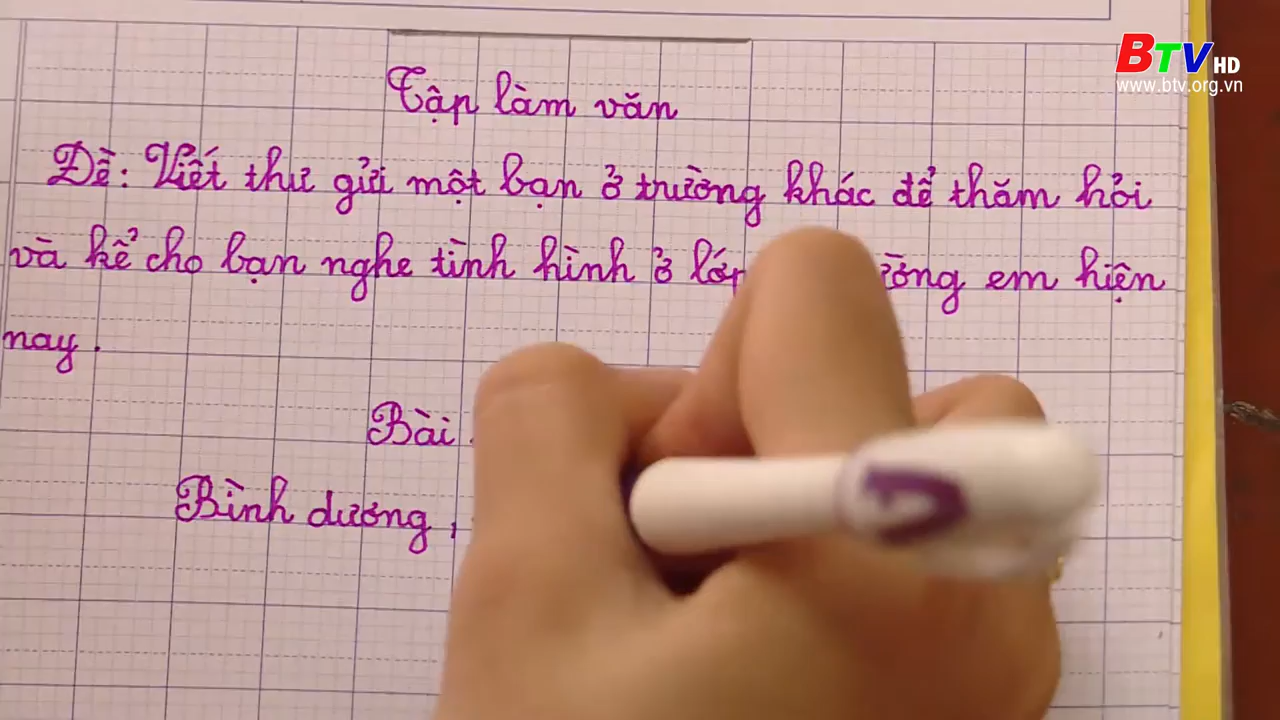 BTV HD
www.btv.org.vn
Tập làm văn
Đề: Viết thư gửi một bạn ở trường khác để thăm hỏi
và kể cho bạn nghe tình hình ở lớp em hiện
nay.
Bài
Bình dương,